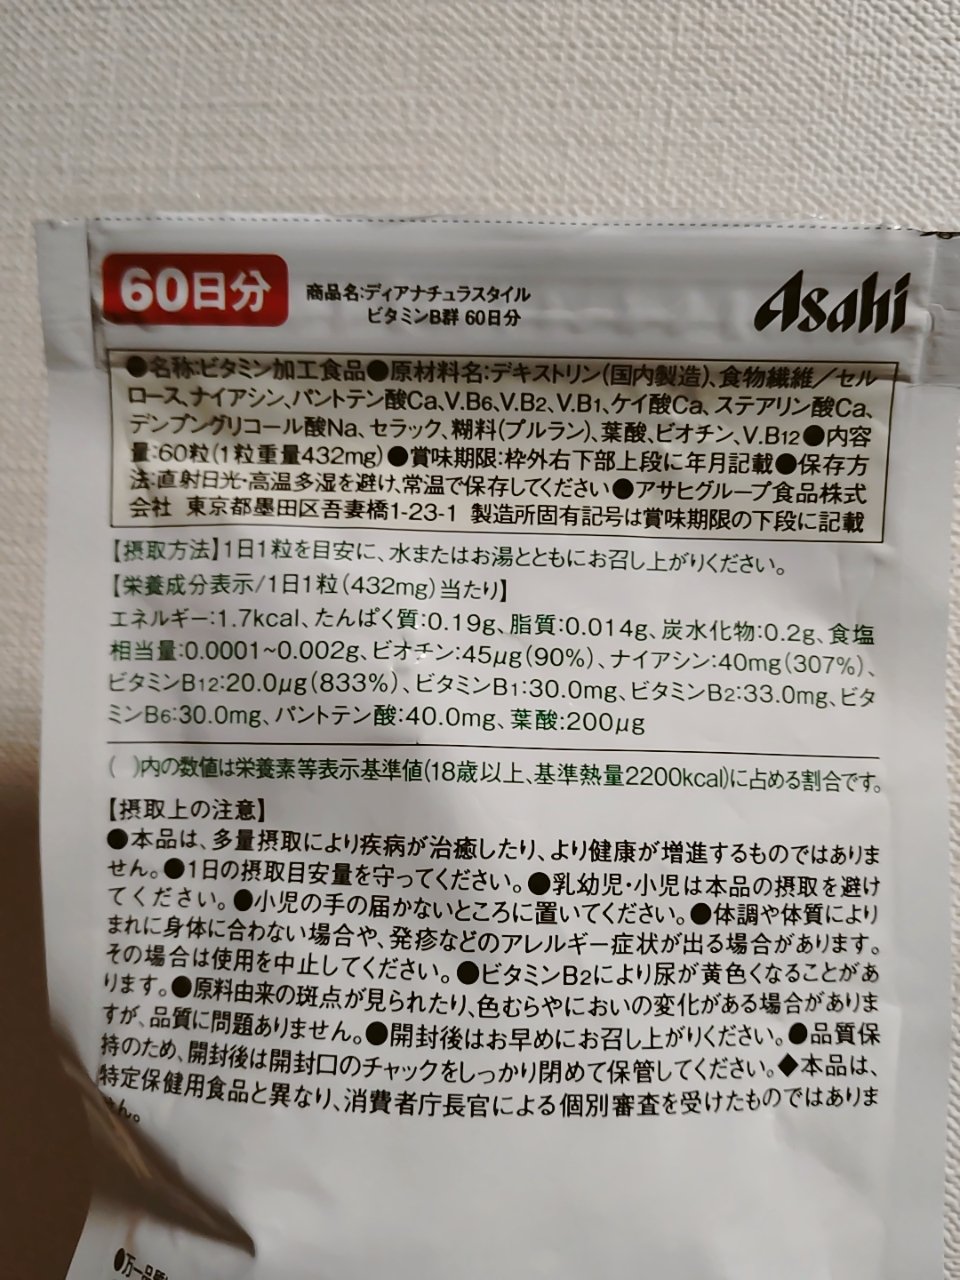 60日分
商品名:ディアナチュラスタイル
ビタミンB群 60日分
Asahi
●名称:ビタミン加工食品●原材料名:デキストリン(国内製造)、食物繊維/セル
ロース、ナイアシン、パントテン酸Ca、V.B6、V.B2、V.B1、ケイ酸Ca、ステアリン酸Ca、
デンプングリコール酸Na、セラック、糊料(プルラン)、葉酸、ビオチン、V.B12●内容
量:60粒(1粒重量432mg)●賞味期限:枠外右下部上段に年月記載●保存方
法:直射日光・高温多湿を避け、常温で保存してください●アサヒグループ食品株式
会社 東京都墨田区吾妻橋1-23-1 製造所固有記号は賞味期限の下段に記載
【摂取方法】1日1粒を目安に、水またはお湯とともにお召し上がりください。
【栄養成分表示/1日1粒(432mg)当たり】
エネルギー:1.7kcal、たんぱく質:0.19g、脂質:0.014g、炭水化物:0.2g、食塩
相当量:0.0001~0.002g、ビオチン:45μg(90%)、ナイアシン:40mg(307%)、
ビタミンB12:20.0μg(833%)、ビタミンB1:30.0mg、ビタミンB2:33.0mg、ビタ
ミンB6:30.0mg、パントテン酸:40.0mg、葉酸:200μg
( )内の数値は栄養素等表示基準値(18歳以上、基準熱量2200kcal)に占める割合です。
【摂取上の注意】
●本品は、多量摂取により疾病が治癒したり、より健康が増進するものではありま
せん。●1日の摂取目安量を守ってください。●乳幼児・小児は本品の摂取を避け
てください。●小児の手の届かないところに置いてください。●体調や体質により
まれに身体に合わない場合や、発疹などのアレルギー症状が出る場合があります。
その場合は使用を中止してください。●ビタミンB2により尿が黄色くなることがあ
ります。●原料由来の斑点が見られたり、色むらやにおいの変化がある場合がありま
すが、品質に問題ありません。●開封後はお早めにお召し上がりください。●品質保
持のため、開封後は開封口のチャックをしっかり閉めて保管してください。◆本品は、
特定保健用食品と異なり、消費者庁長官による個別審査を受けたものではありま
せん。
●万一品質